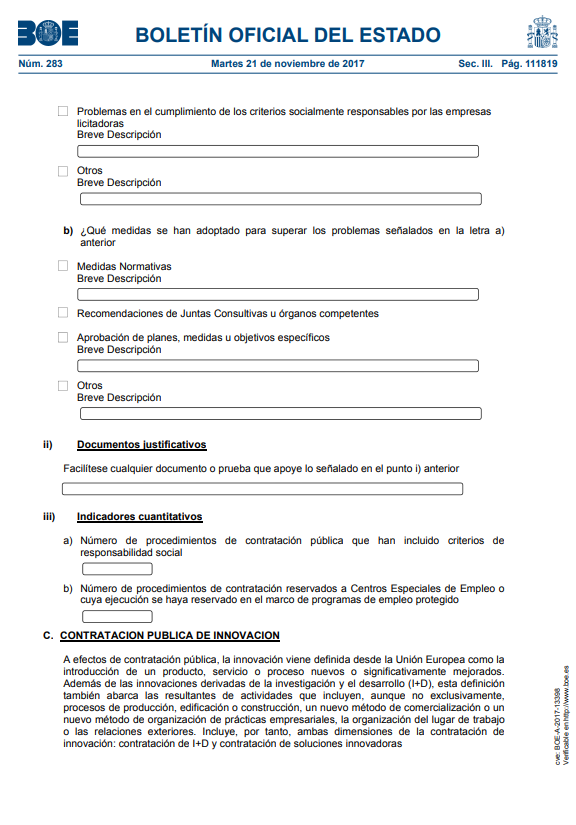 BOE
BOLETÍN OFICIAL DEL ESTADO
Núm. 283
Martes 21 de noviembre de 2017
Sec. III. Pág. 111819
Problemas en el cumplimiento de los criterios socialmente responsables por las empresas
licitadoras
Breve Descripción
Otros
Breve Descripción
b) ¿Qué medidas se han adoptado para superar los problemas señalados en la letra a)
anterior
Medidas Normativas
Breve Descripción
Recomendaciones de Juntas Consultivas u órganos competentes
Aprobación de planes, medidas u objetivos específicos
Breve Descripción
Otros
Breve Descripción
ii) Documentos justificativos
Facilítese cualquier documento o prueba que apoye lo señalado en el punto i) anterior
iii) Indicadores cuantitativos
a) Número de procedimientos de contratación pública que han incluido criterios de
responsabilidad social
b) Número de procedimientos de contratación reservados a Centros Especiales de Empleo o
cuya ejecución se haya reservado en el marco de programas de empleo protegido
C. CONTRATACION PUBLICA DE INNOVACION
A efectos de contratación pública, la innovación viene definida desde la Unión Europea como la
introducción de un producto, servicio o proceso nuevos o significativamente mejorados.
Además de las innovaciones derivadas de la investigación y el desarrollo (I+D), esta definición
también abarca las resultantes de actividades que incluyen, aunque no exclusivamente,
procesos de producción, edificación o construcción, un nuevo método de comercialización o un
nuevo método de organización de prácticas empresariales, la organización del lugar de trabajo
o las relaciones exteriores. Incluye, por tanto, ambas dimensiones de la contratación de
innovación: contratación de I+D y contratación de soluciones innovadoras
cve: BOE-A-2017-13398
Verificable en http://www.boe.es